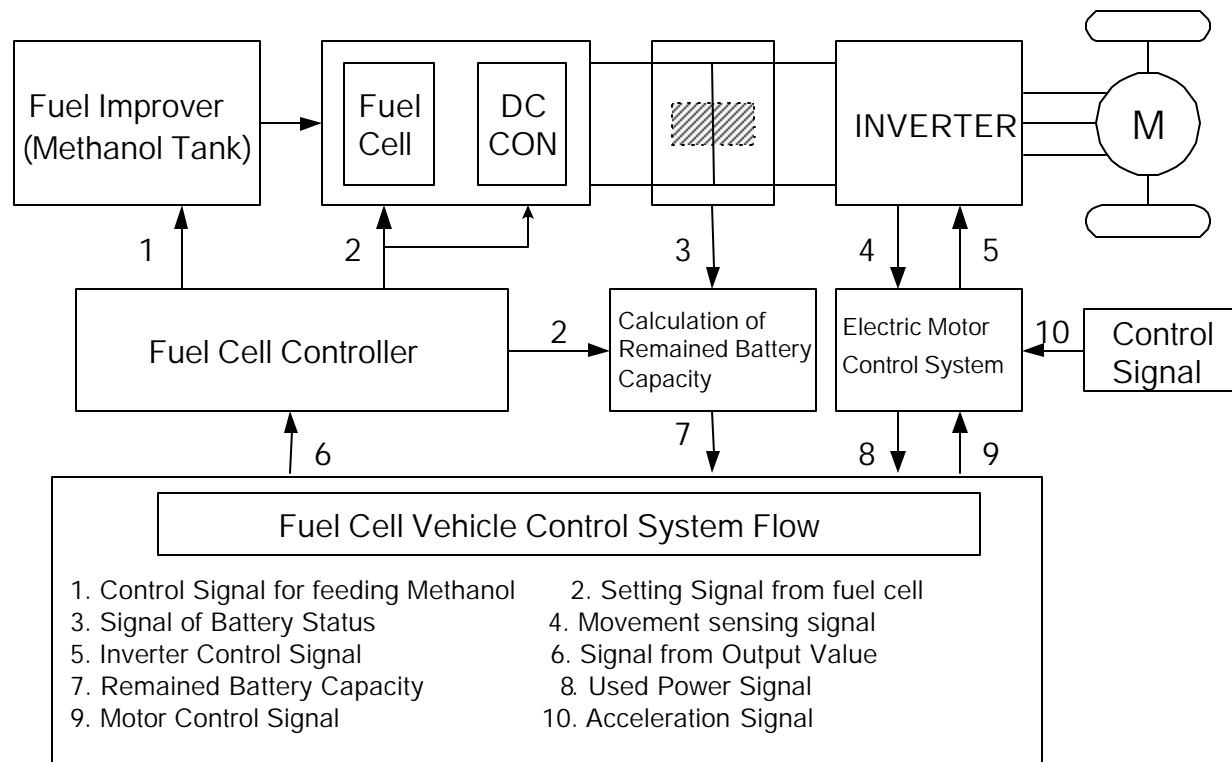 Fuel Improver
(Methanol Tank)
Fuel
Cell
DC
CON
INVERTER
M
1
2
3
4
5
Fuel Cell Controller
2
Calculation of
Remained Battery
Capacity
Electric Motor
Control System
10
Control
Signal
6
7
8
9
Fuel Cell Vehicle Control System Flow
1. Control Signal for feeding Methanol 2. Setting Signal from fuel cell
3. Signal of Battery Status 4. Movement sensing signal
5. Inverter Control Signal 6. Signal from Output Value
7. Remained Battery Capacity 8. Used Power Signal
9. Motor Control Signal 10. Acceleration Signal